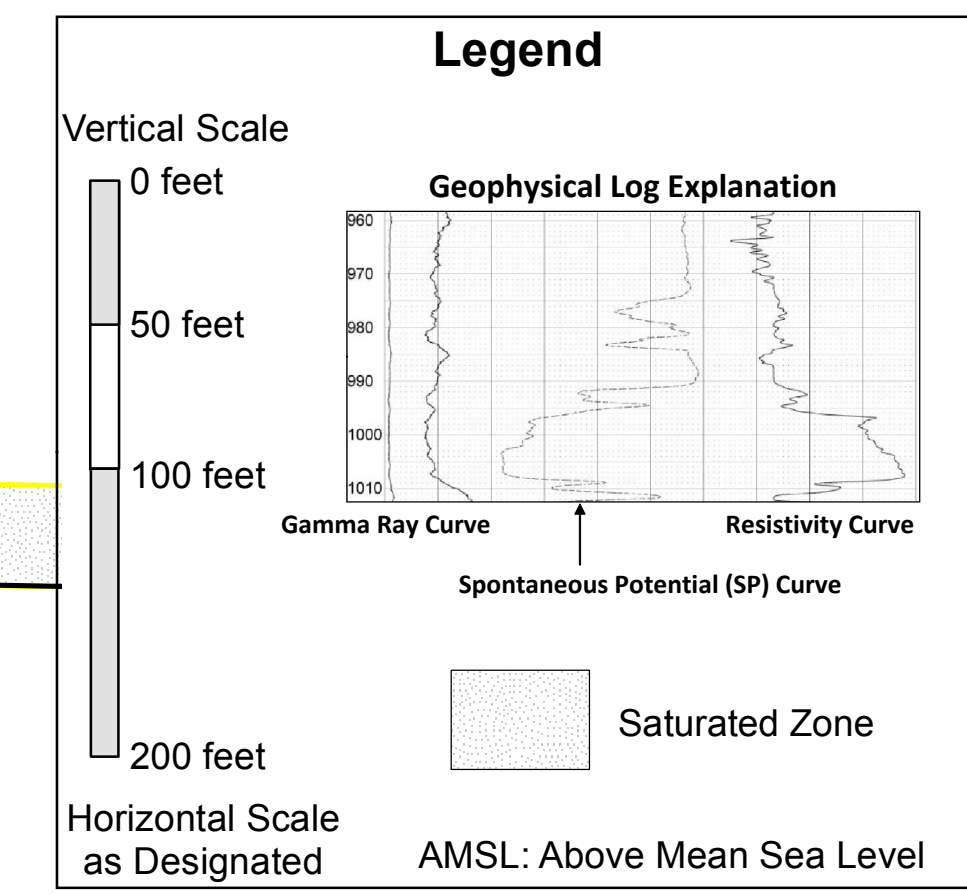 Legend
Vertical Scale
0 feet
50 feet
100 feet
200 feet
Horizontal Scale
as Designated
Geophysical Log Explanation
960
970
980
990
1000
1010
Gamma Ray Curve
Resistivity Curve
Spontaneous Potential (SP) Curve
Saturated Zone
AMSL: Above Mean Sea Level